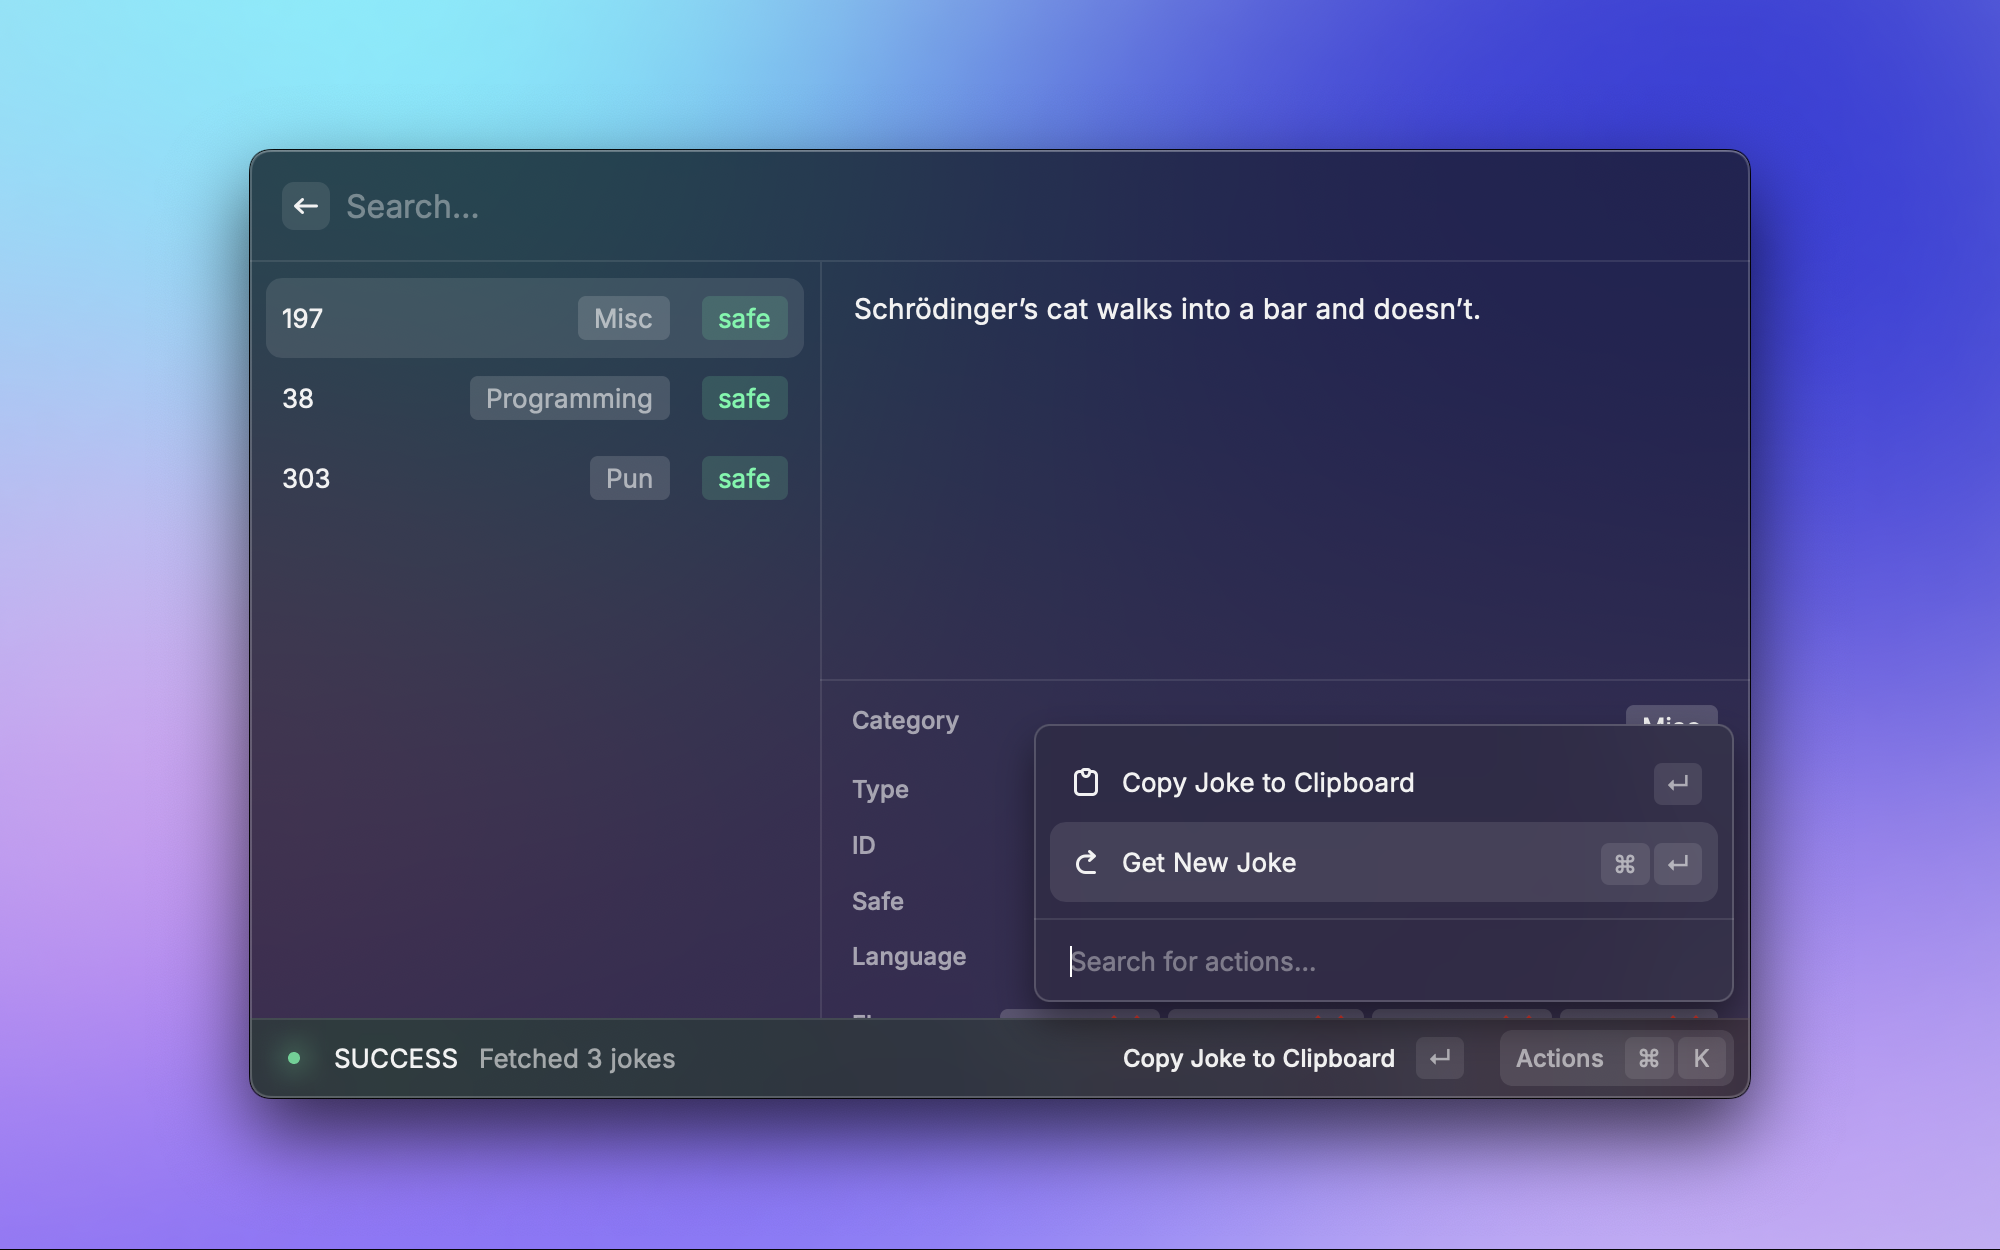 Search...
197 Misc safe
38 Programming safe
303 Pun safe
Schrödinger’s cat walks into a bar and doesn’t.
Category Misc
Type
ID
Safe
Language
Copy Joke to Clipboard ↵
Get New Joke ⌘ ↵
Search for actions...
SUCCESS Fetched 3 jokes
Copy Joke to Clipboard ↵ Actions ⌘ K